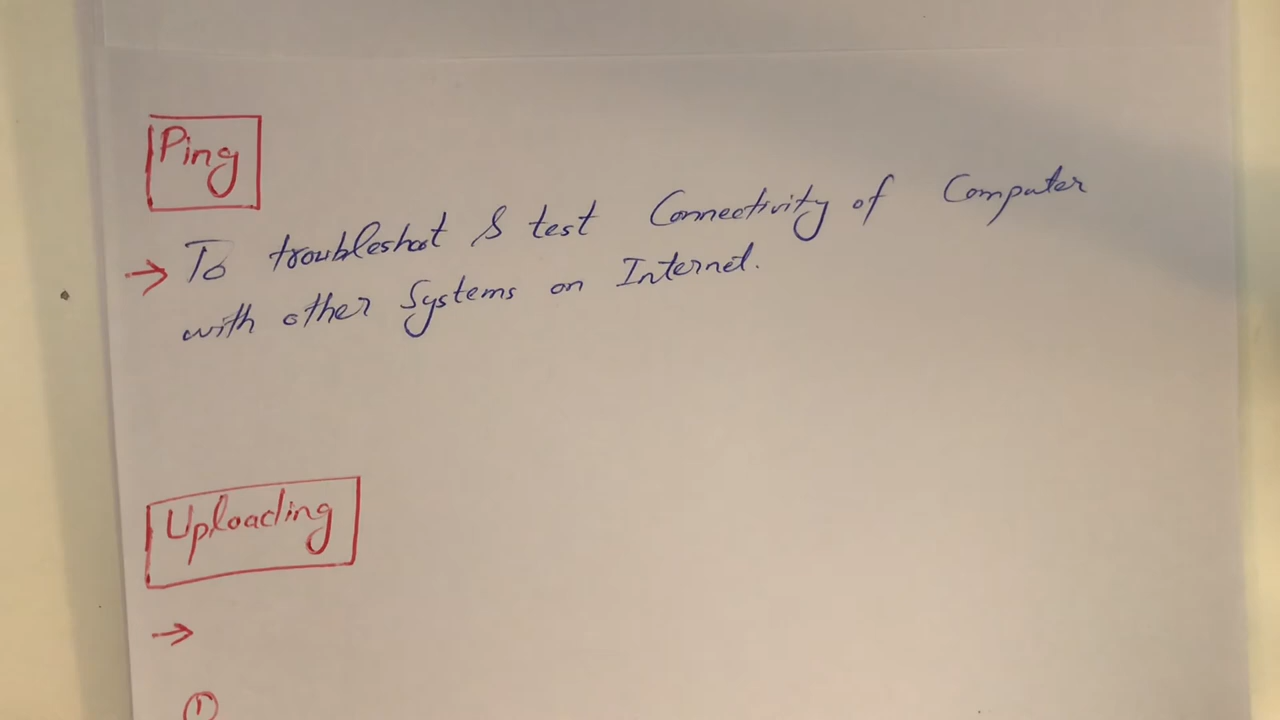 Ping
→ To troubleshoot & test Connectivity of Computer
with other Systems on Internet.
Uploading
→
①